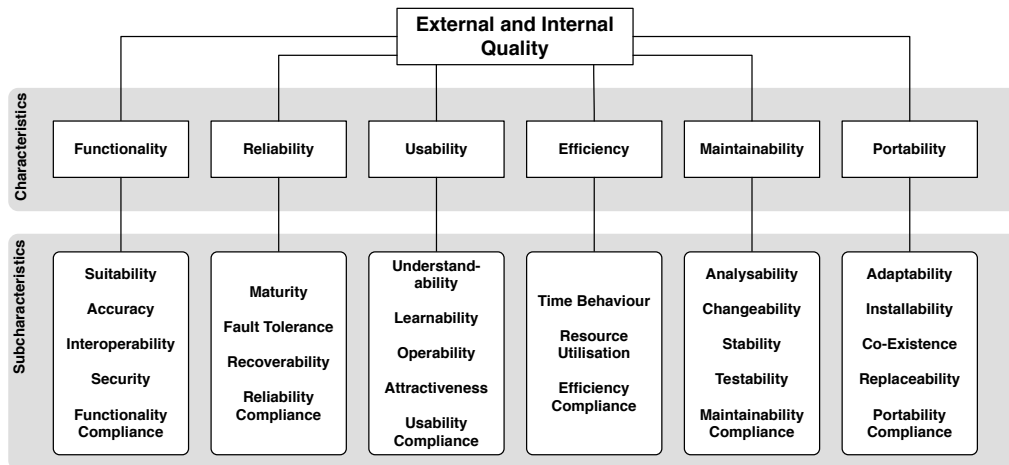 External and Internal
Quality
Characteristics
Functionality
Reliability
Usability
Efficiency
Maintainability
Portability
Subcharacteristics
Suitability
Accuracy
Interoperability
Security
Functionality
Compliance
Maturity
Fault Tolerance
Recoverability
Reliability
Compliance
Understand-
ability
Learnability
Operability
Attractiveness
Usability
Compliance
Time Behaviour
Resource
Utilisation
Efficiency
Compliance
Analysability
Changeability
Stability
Testability
Maintainability
Compliance
Adaptability
Installability
Co-Existence
Replaceability
Portability
Compliance